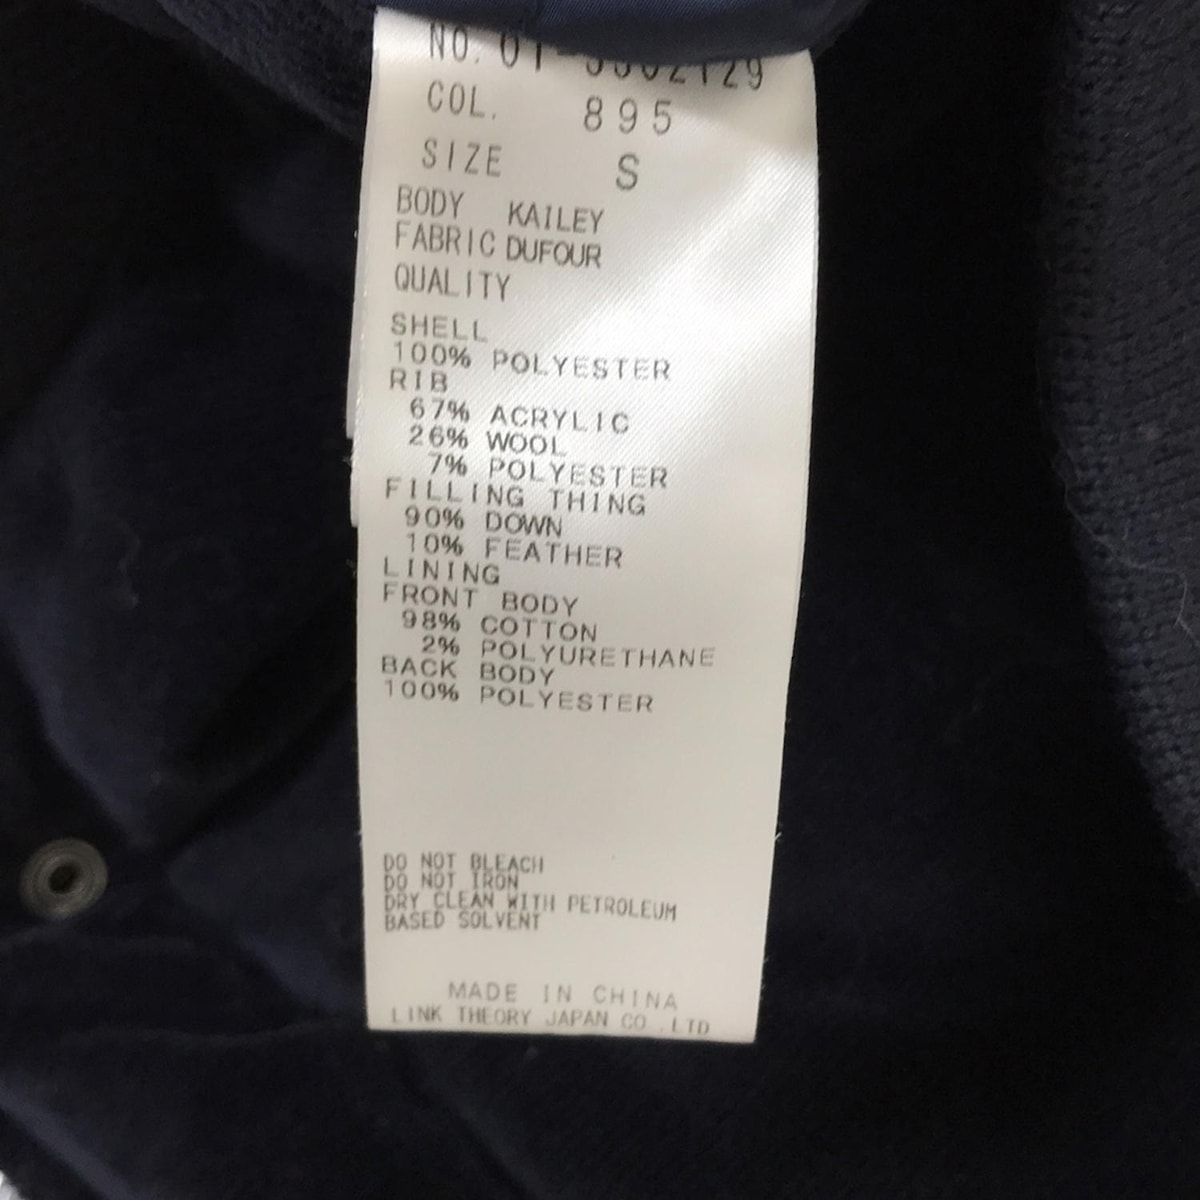 NO. 01
COL. 895
SIZE S
BODY KAILEY
FABRIC DUFOUR
QUALITY
SHELL
100% POLYESTER
RIB
67% ACRYLIC
26% WOOL
7% POLYESTER
FILLING THING
90% DOWN
10% FEATHER
LINING
FRONT BODY
98% COTTON
2% POLYURETHANE
BACK BODY
100% POLYESTER
DO NOT BLEACH
DO NOT IRON
DRY CLEAN WITH PETROLEUM
BASED SOLVENT
MADE IN CHINA
LINK THEORY JAPAN CO.LTD